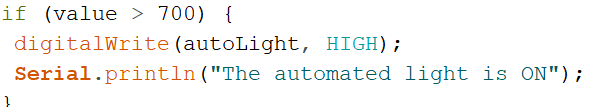 if (value > 700) {
 digitalWrite(autoLight, HIGH);
 Serial.println("The automated light is ON");
}